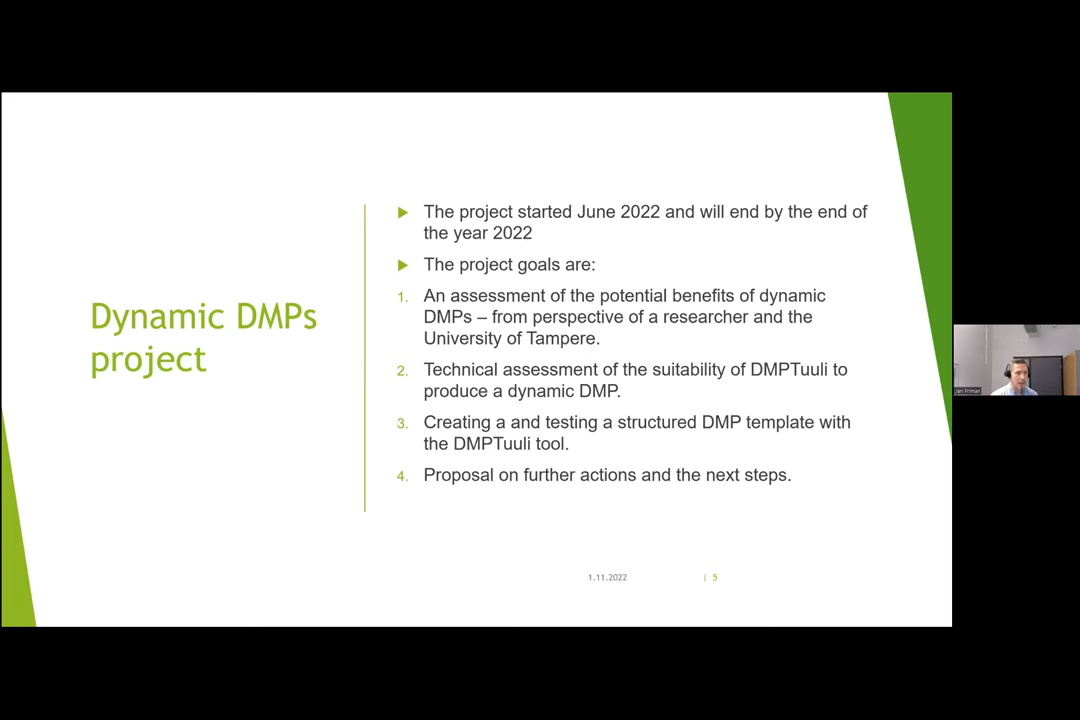 Dynamic DMPs
project
The project started June 2022 and will end by the end of
the year 2022
The project goals are:
1. An assessment of the potential benefits of dynamic
DMPs – from perspective of a researcher and the
University of Tampere.
2. Technical assessment of the suitability of DMPTuuli to
produce a dynamic DMP.
3. Creating a and testing a structured DMP template with
the DMPTuuli tool.
4. Proposal on further actions and the next steps.
1.11.2022 | 5
Jari Friman